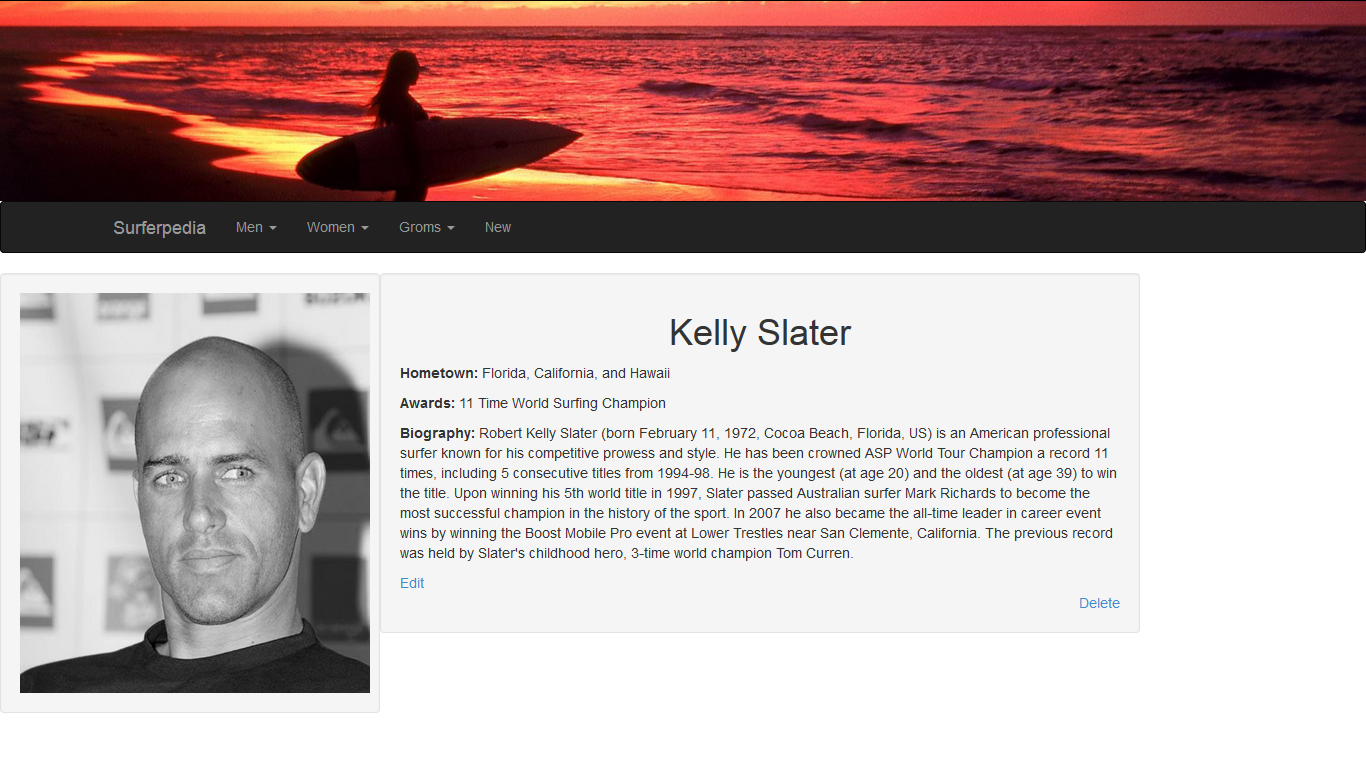 Surferpedia Men Women Groms New
Kelly Slater
Hometown: Florida, California, and Hawaii
Awards: 11 Time World Surfing Champion
Biography: Robert Kelly Slater (born February 11, 1972, Cocoa Beach, Florida, US) is an American professional
surfer known for his competitive prowess and style. He has been crowned ASP World Tour Champion a record 11
times, including 5 consecutive titles from 1994-98. He is the youngest (at age 20) and the oldest (at age 39) to win
the title. Upon winning his 5th world title in 1997, Slater passed Australian surfer Mark Richards to become the
most successful champion in the history of the sport. In 2007 he also became the all-time leader in career event
wins by winning the Boost Mobile Pro event at Lower Trestles near San Clemente, California. The previous record
was held by Slater's childhood hero, 3-time world champion Tom Curren.
Edit
Delete